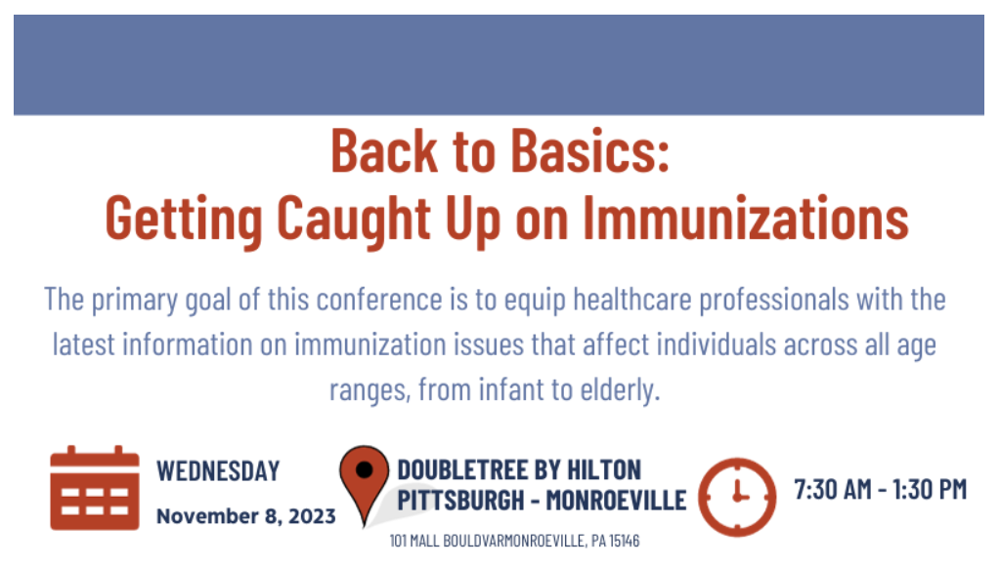 Back to Basics:
Getting Caught Up on Immunizations
The primary goal of this conference is to equip healthcare professionals with the
latest information on immunization issues that affect individuals across all age
ranges, from infant to elderly.
WEDNESDAY
November 8, 2023
DOUBLETREE BY HILTON
PITTSBURGH - MONROEVILLE
101 MALL BOULDVARMONROEVILLE, PA 15146
7:30 AM - 1:30 PM